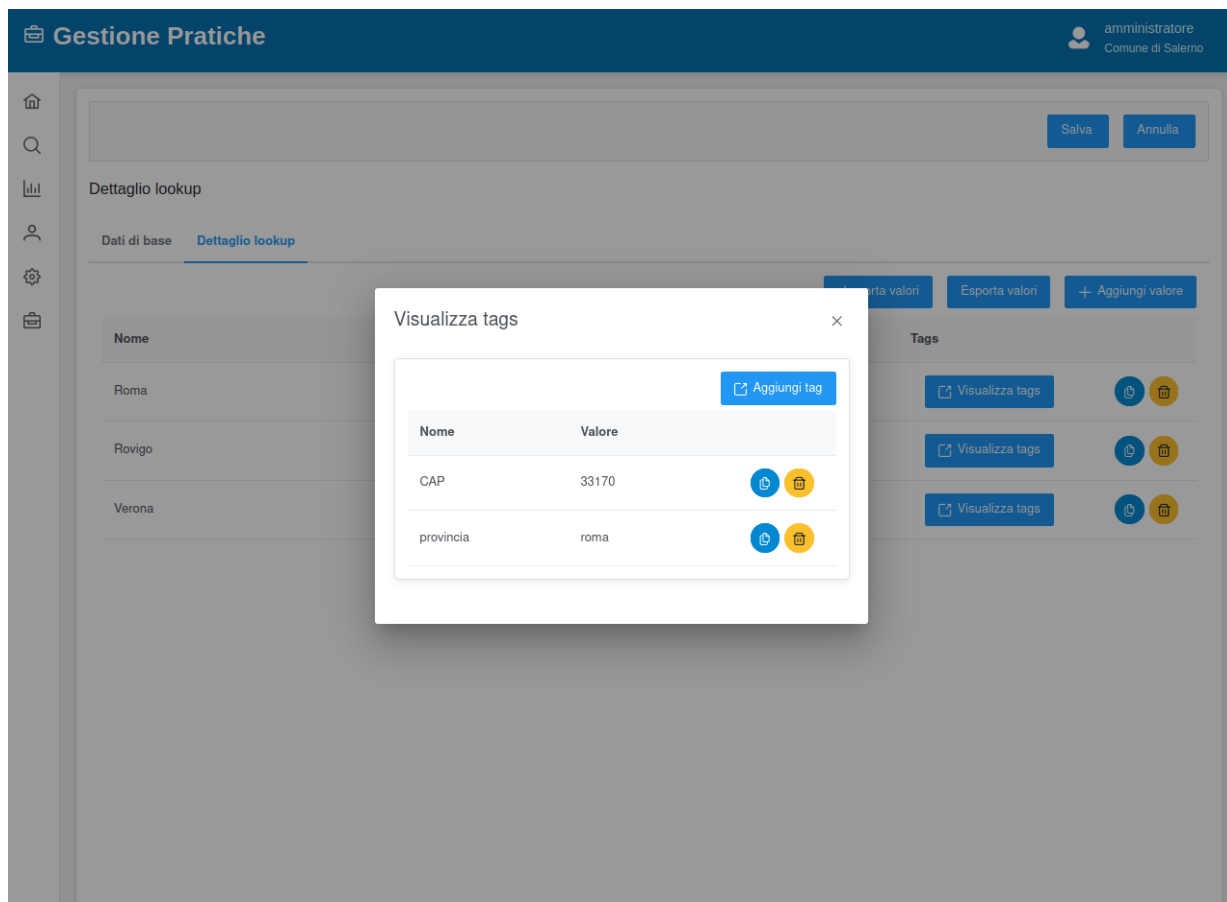 Gestione Pratiche
amministratore
Comune di Salerno
Salva Annulla
Dettaglio lookup
Dati di base Dettaglio lookup
rta valori Esporta valori + Aggiungi valore
Nome Tags
Roma Visualizza tags
Rovigo Visualizza tags
Verona Visualizza tags
Visualizza tags ×
Aggiungi tag
Nome Valore
CAP 33170
provincia roma